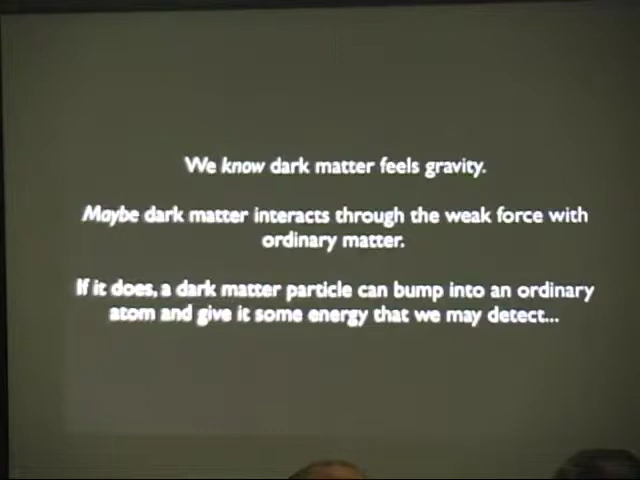 We know dark matter feels gravity.
Maybe dark matter interacts through the weak force with
ordinary matter.
If it does, a dark matter particle can bump into an ordinary
atom and give it some energy that we may detect...